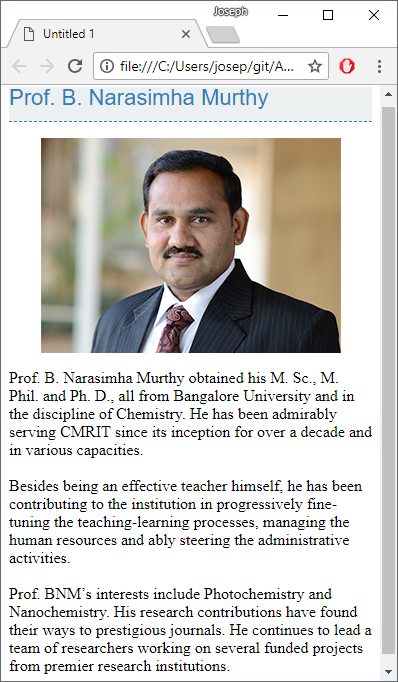 Joseph
Untitled 1
file:///C:/Users/josep/git/A...
Prof. B. Narasimha Murthy
Prof. B. Narasimha Murthy obtained his M. Sc., M.
Phil. and Ph. D., all from Bangalore University and in
the discipline of Chemistry. He has been admirably
serving CMRIT since its inception for over a decade and
in various capacities.
Besides being an effective teacher himself, he has been
contributing to the institution in progressively fine-
tuning the teaching-learning processes, managing the
human resources and ably steering the administrative
activities.
Prof. BNM’s interests include Photochemistry and
Nanochemistry. His research contributions have found
their ways to prestigious journals. He continues to lead a
team of researchers working on several funded projects
from premier research institutions.